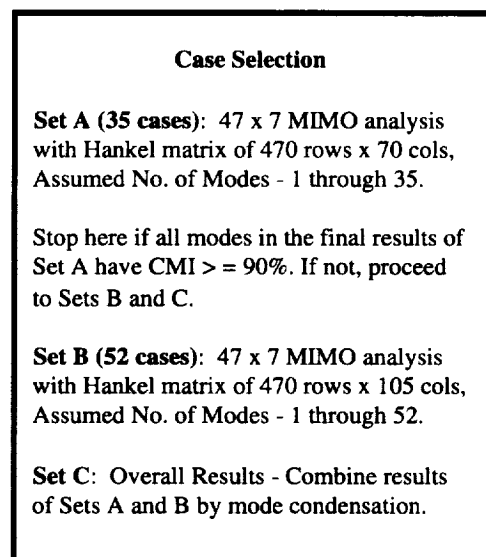 Case Selection
Set A (35 cases): 47 x 7 MIMO analysis
with Hankel matrix of 470 rows x 70 cols,
Assumed No. of Modes - 1 through 35.
Stop here if all modes in the final results of
Set A have CMI > = 90%. If not, proceed
to Sets B and C.
Set B (52 cases): 47 x 7 MIMO analysis
with Hankel matrix of 470 rows x 105 cols,
Assumed No. of Modes - 1 through 52.
Set C: Overall Results - Combine results
of Sets A and B by mode condensation.